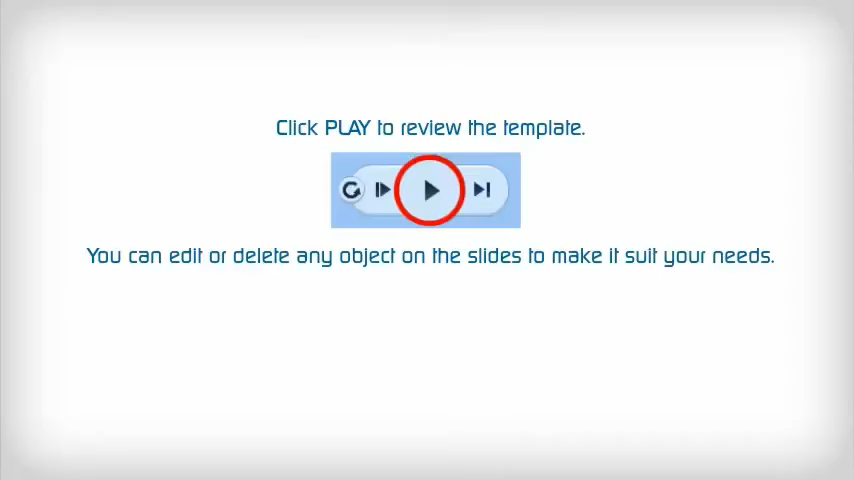 Click PLAY to review the template.
You can edit or delete any object on the slides to make it suit your needs.